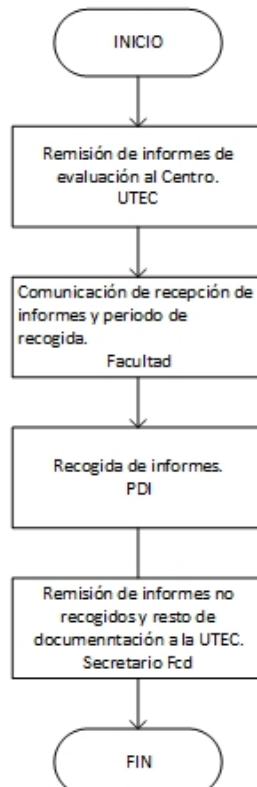 INICIO
Remisión de informes de
evaluación al Centro.
UTEC
Comunicación de recepción de
informes y periodo de
recogida.
Facultad
Recogida de informes.
PDI
Remisión de informes no
recogidos y resto de
documenntación a la UTEC.
Secretario Fcd
FIN